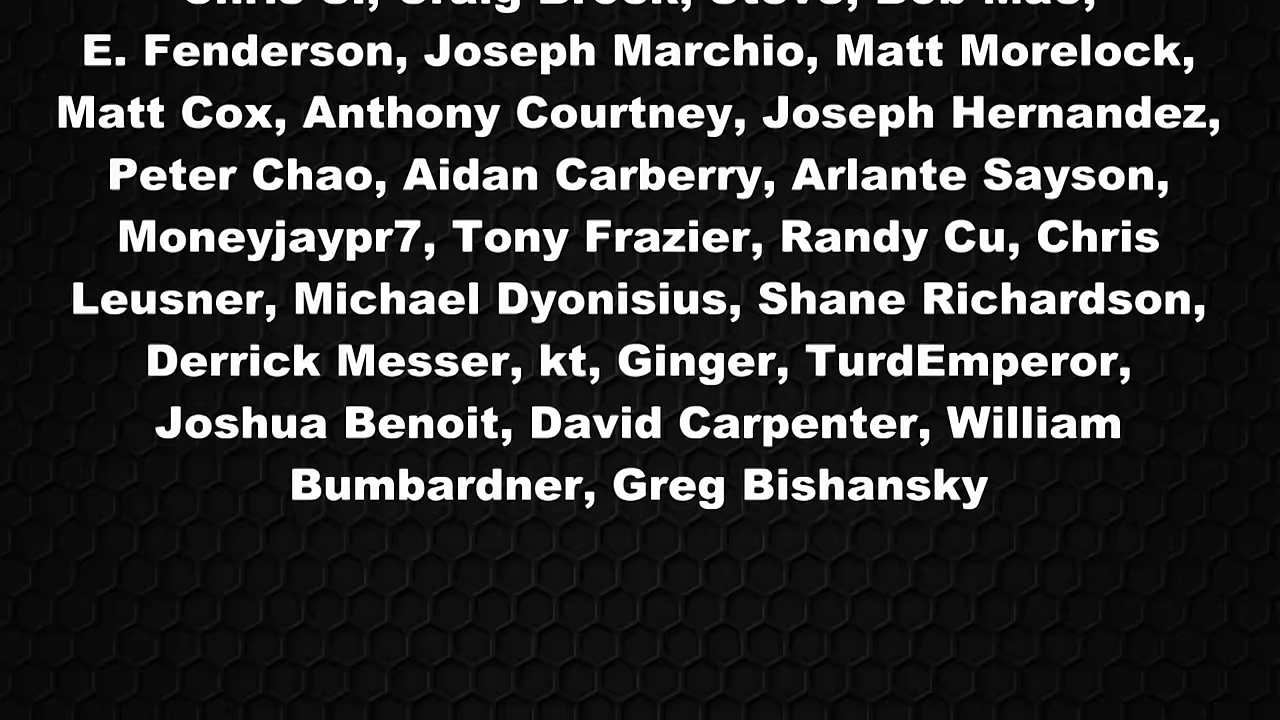 E. Fenderson, Joseph Marchio, Matt Morelock,
Matt Cox, Anthony Courtney, Joseph Hernandez,
Peter Chao, Aidan Carberry, Arlante Sayson,
Moneyjaypr7, Tony Frazier, Randy Cu, Chris
Leusner, Michael Dyonisius, Shane Richardson,
Derrick Messer, kt, Ginger, TurdEmperor,
Joshua Benoit, David Carpenter, William
Bumbardner, Greg Bishansky